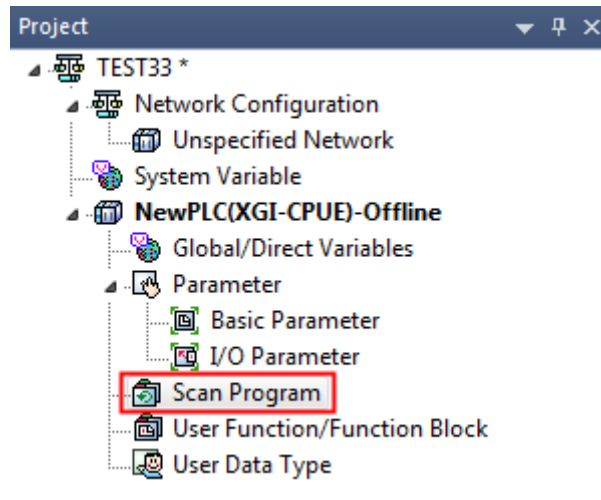 Project
TEST33 *
Network Configuration
Unspecified Network
System Variable
NewPLC(XGI-CPUE)-Offline
Global/Direct Variables
Parameter
Basic Parameter
I/O Parameter
Scan Program
User Function/Function Block
User Data Type